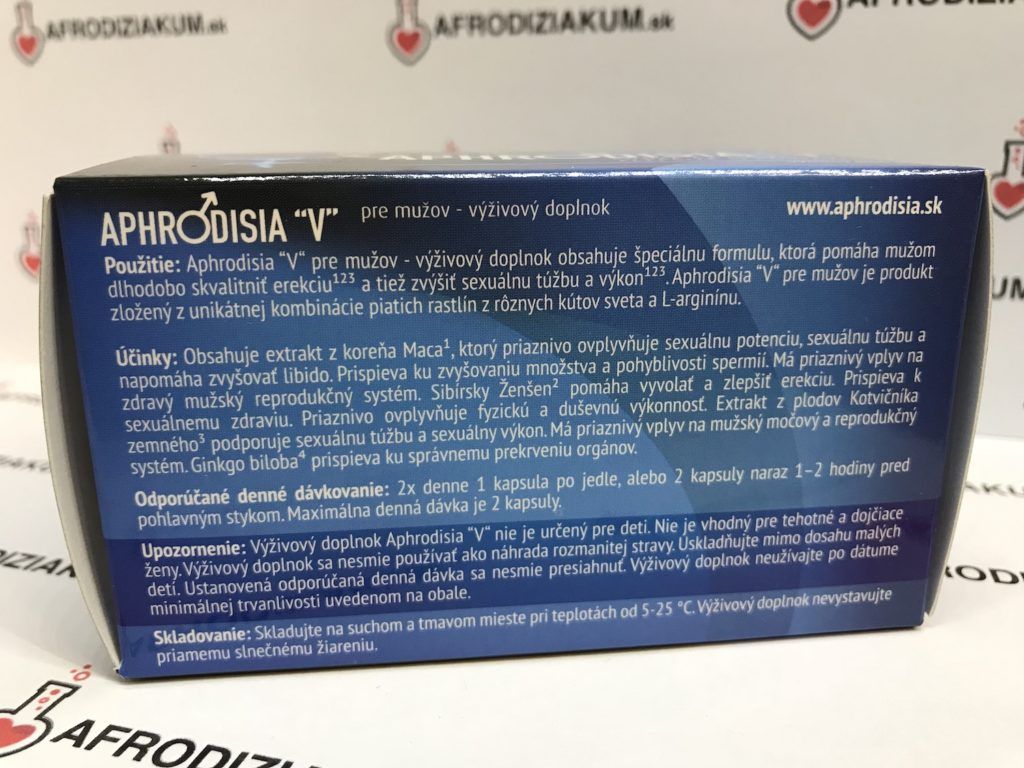 AFRODIZIAKUM.sk
AFRODIZIAKUM.sk
AFRODIZIAKUM
APHRODISIA "V" pre mužov - výživový doplnok www.aphrodisia.sk
Použitie: Aphrodisia "V" pre mužov - výživový doplnok obsahuje špeciálnu formulu, ktorá pomáha mužom
dlhodobo skvalitniť erekciu¹²³ a tiež zvýšiť sexuálnu túžbu a výkon¹²³. Aphrodisia "V" pre mužov je produkt
zložený z unikátnej kombinácie piatich rastlín z rôznych kútov sveta a L-arginínu.
Účinky: Obsahuje extrakt z koreňa Maca¹, ktorý priaznivo ovplyvňuje sexuálnu potenciu, sexuálnu túžbu a
napomáha zvyšovať libido. Prispieva ku zvyšovaniu množstva a pohyblivosti spermií. Má priaznivý vplyv na
zdravý mužský reprodukčný systém. Sibírsky Ženšen² pomáha vyvolať a zlepšiť erekciu. Prispieva k
sexuálnemu zdraviu. Priaznivo ovplyvňuje fyzickú a duševnú výkonnosť. Extrakt z plodov Kotvičníka
zemného³ podporuje sexuálnu túžbu a sexuálny výkon. Má priaznivý vplyv na mužský močový a reprodukčný
systém. Ginkgo biloba⁴ prispieva ku správnemu prekrveniu orgánov.
Odporúčané denné dávkovanie: 2x denne 1 kapsula po jedle, alebo 2 kapsuly naraz 1–2 hodiny pred
pohlavným stykom. Maximálna denná dávka je 2 kapsuly.
Upozornenie: Výživový doplnok Aphrodisia "V" nie je určený pre deti. Nie je vhodný pre tehotné a dojčiace
ženy. Výživový doplnok sa nesmie používať ako náhrada rozmanitej stravy. Uskladňujte mimo dosahu malých
detí. Ustanovená odporúčaná denná dávka sa nesmie presiahnuť. Výživový doplnok neužívajte po dátume
minimálnej trvanlivosti uvedenom na obale.
Skladovanie: Skladujte na suchom a tmavom mieste pri teplotách od 5-25 °C. Výživový doplnok nevystavujte
priamemu slnečnému žiareniu.
AFRODIZIAKUM